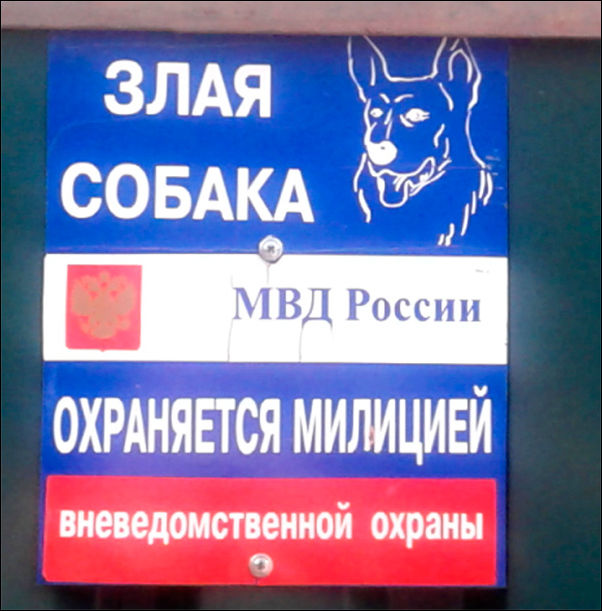 ЗЛАЯ
СОБАКА
МВД России
ОХРАНЯЕТСЯ МИЛИЦИЕЙ
вневедомственной охраны